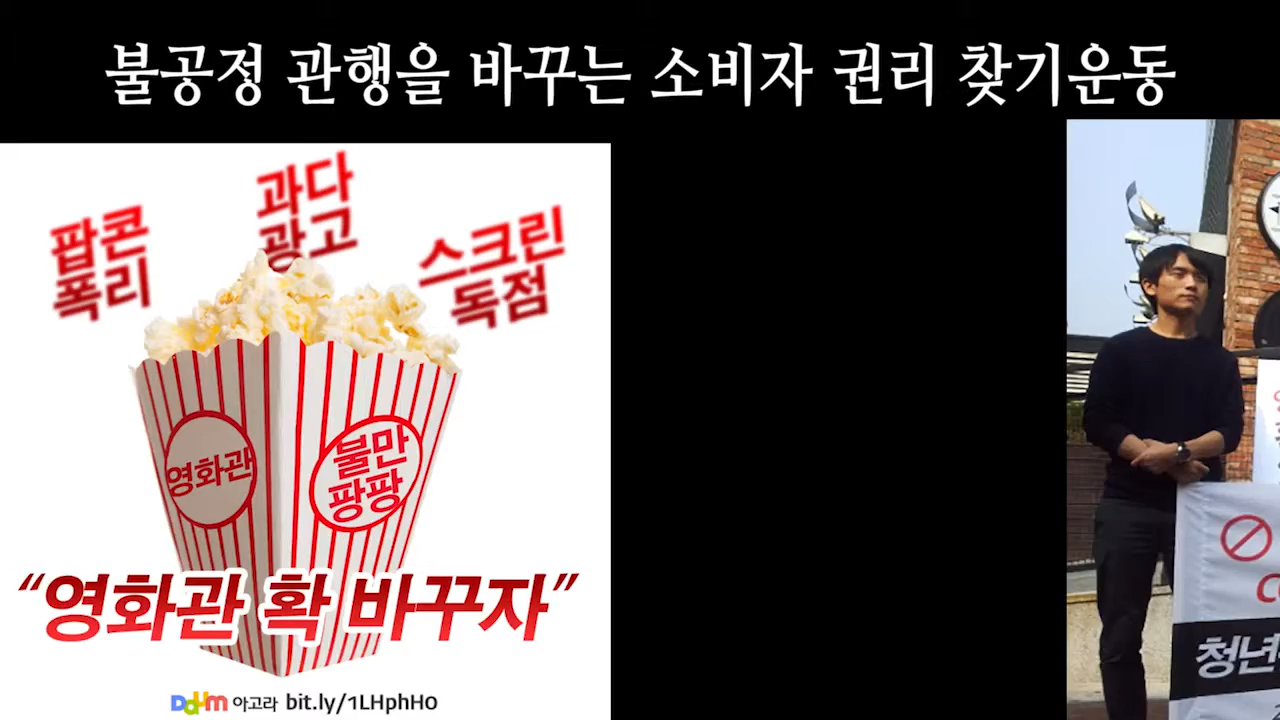 불공정 관행을 바꾸는 소비자 권리 찾기운동
팝콘
폭리
과다
광고
스크린
독점
영화관
불만
팡팡
“영화관 확 바꾸자”
Daum 아고라 bit.ly/1LHphHO
청년